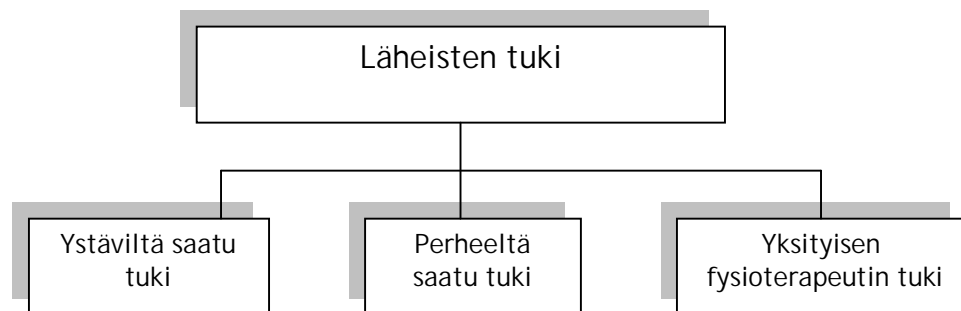 Läheisten tuki
Ystäviltä saatu
tuki
Perheeltä
saatu tuki
Yksityisen
fysioterapeutin tuki